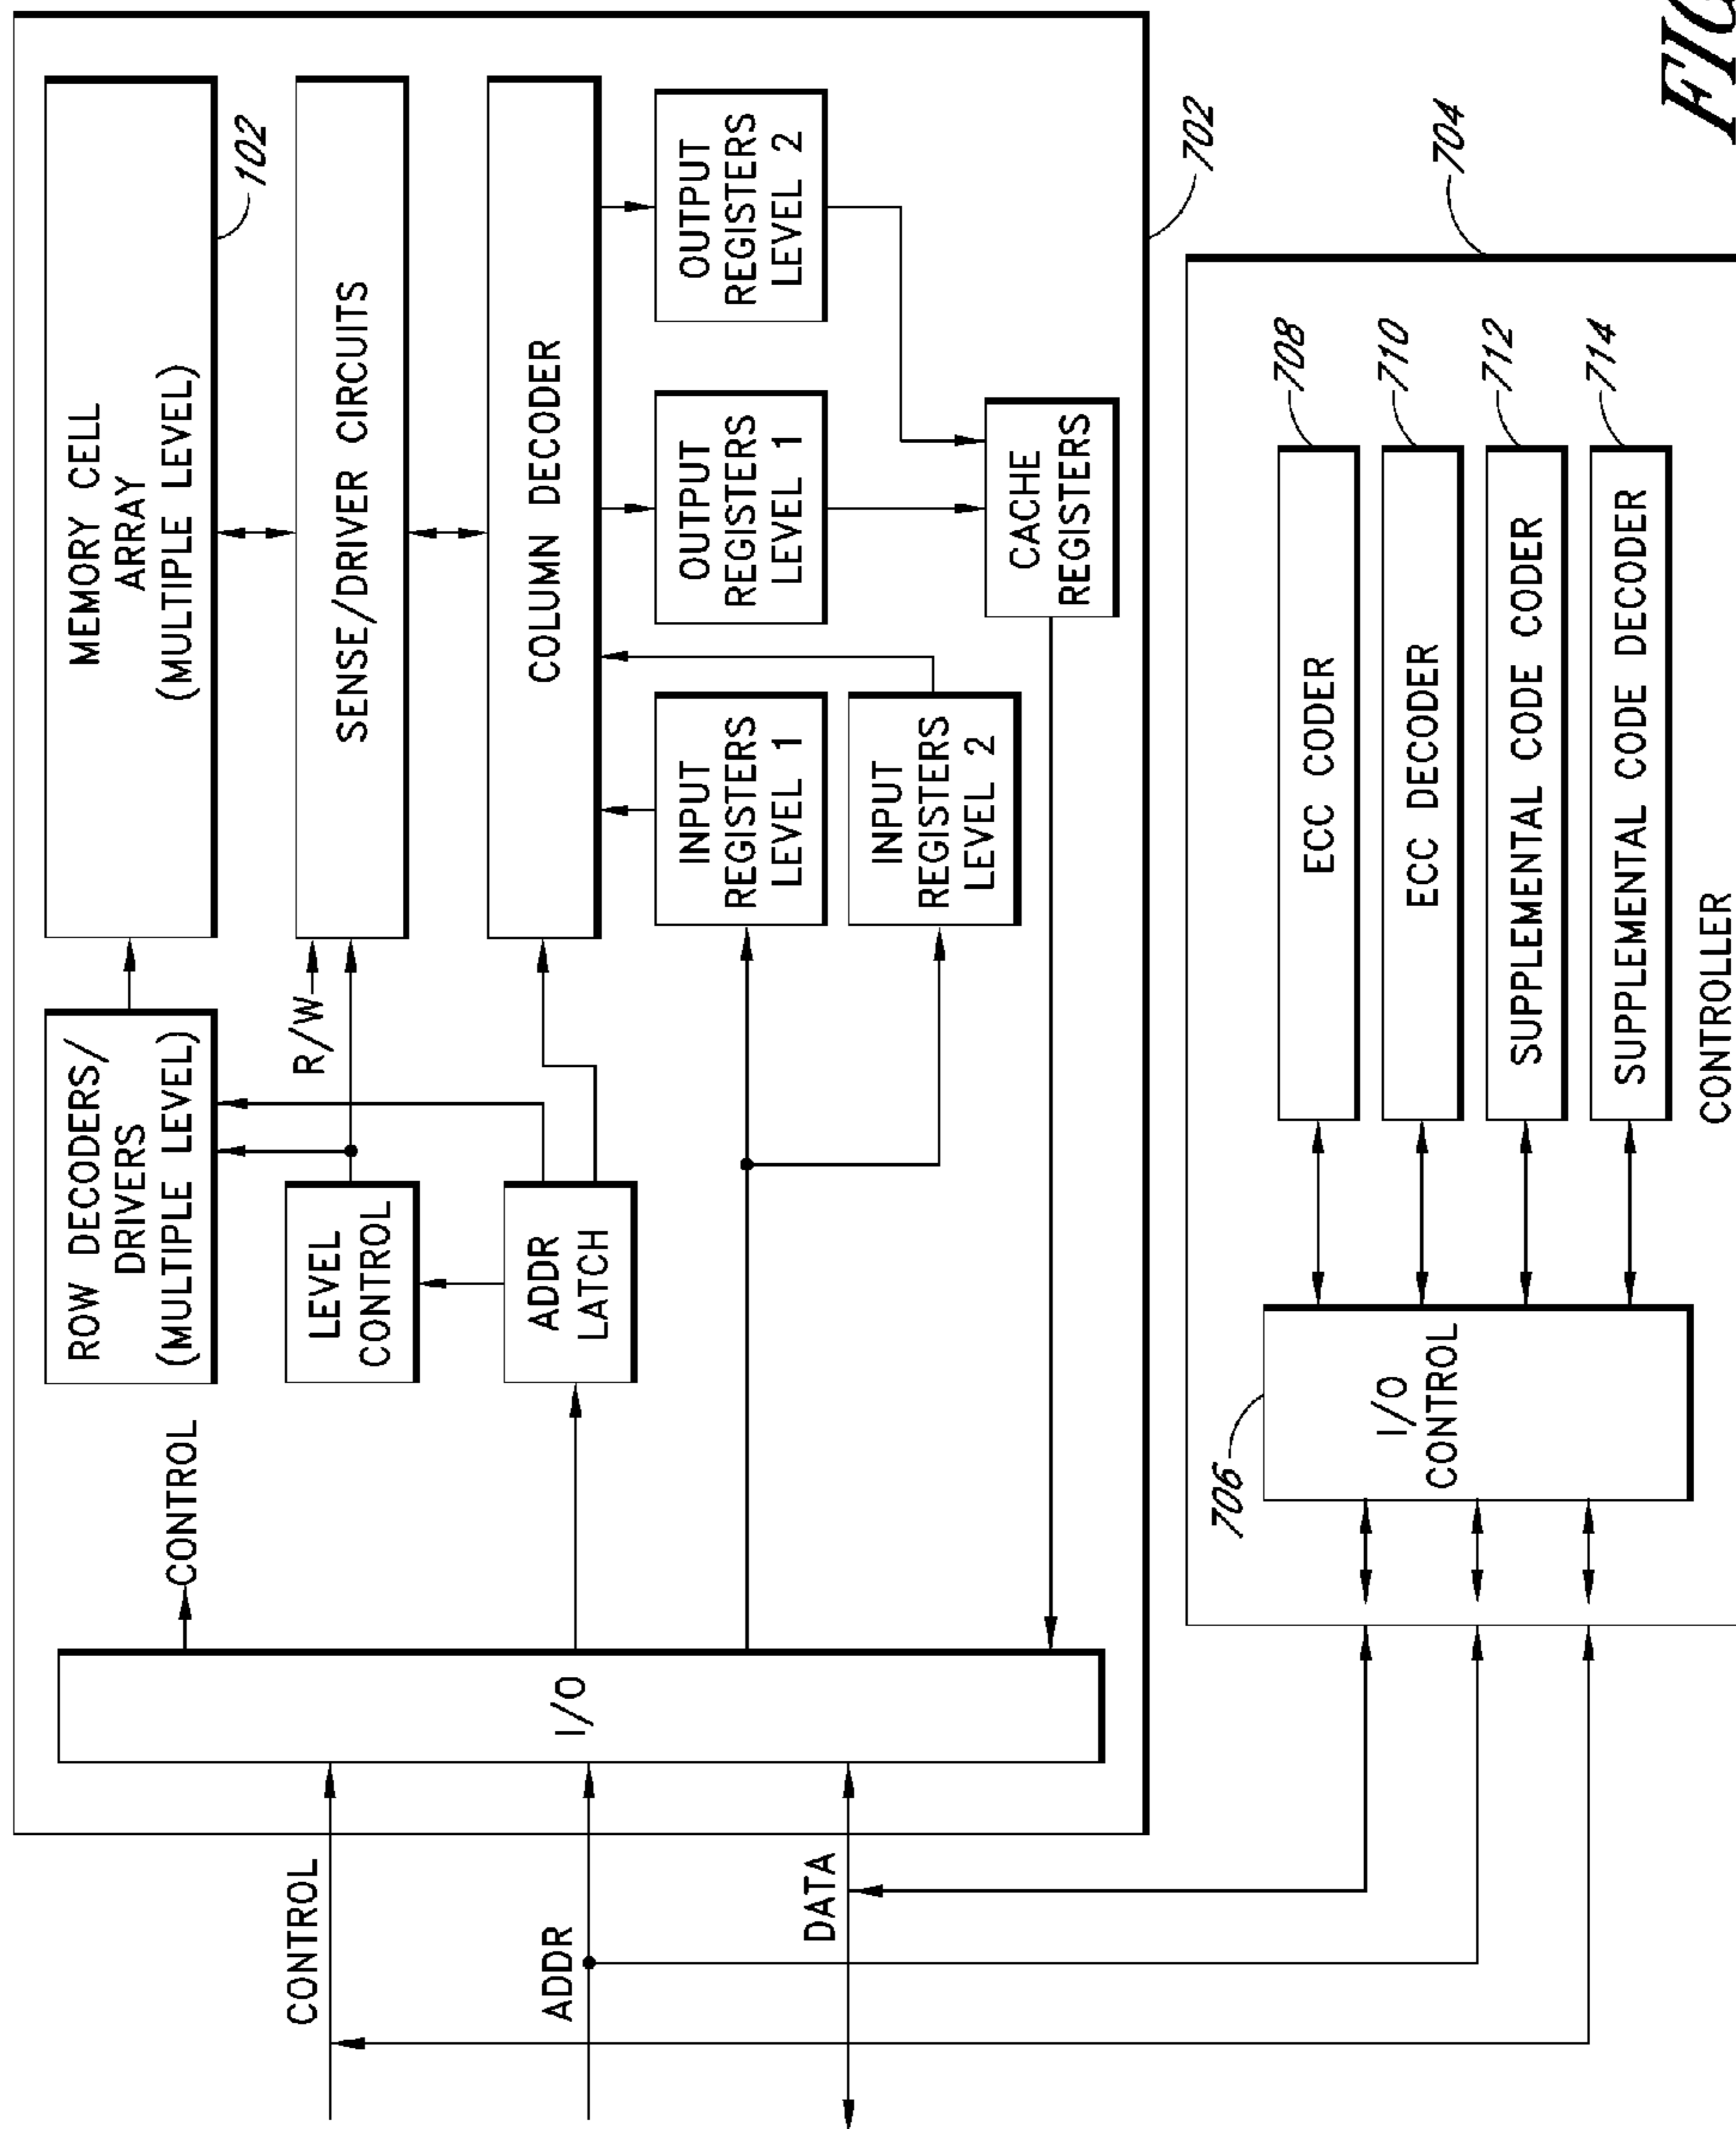 CONTROL
ADDR
DATA
I/O
CONTROL
ROW DECODERS/
DRIVERS
(MULTIPLE LEVEL)
LEVEL
CONTROL
ADDR
LATCH
R/W
MEMORY CELL
ARRAY
(MULTIPLE LEVEL)
102
SENSE/DRIVER CIRCUITS
COLUMN DECODER
INPUT
REGISTERS
LEVEL 1
INPUT
REGISTERS
LEVEL 2
OUTPUT
REGISTERS
LEVEL 1
OUTPUT
REGISTERS
LEVEL 2
CACHE
REGISTERS
702
704
706
I/O
CONTROL
ECC CODER
708
ECC DECODER
710
SUPPLEMENTAL CODE CODER
712
SUPPLEMENTAL CODE DECODER
714
CONTROLLER